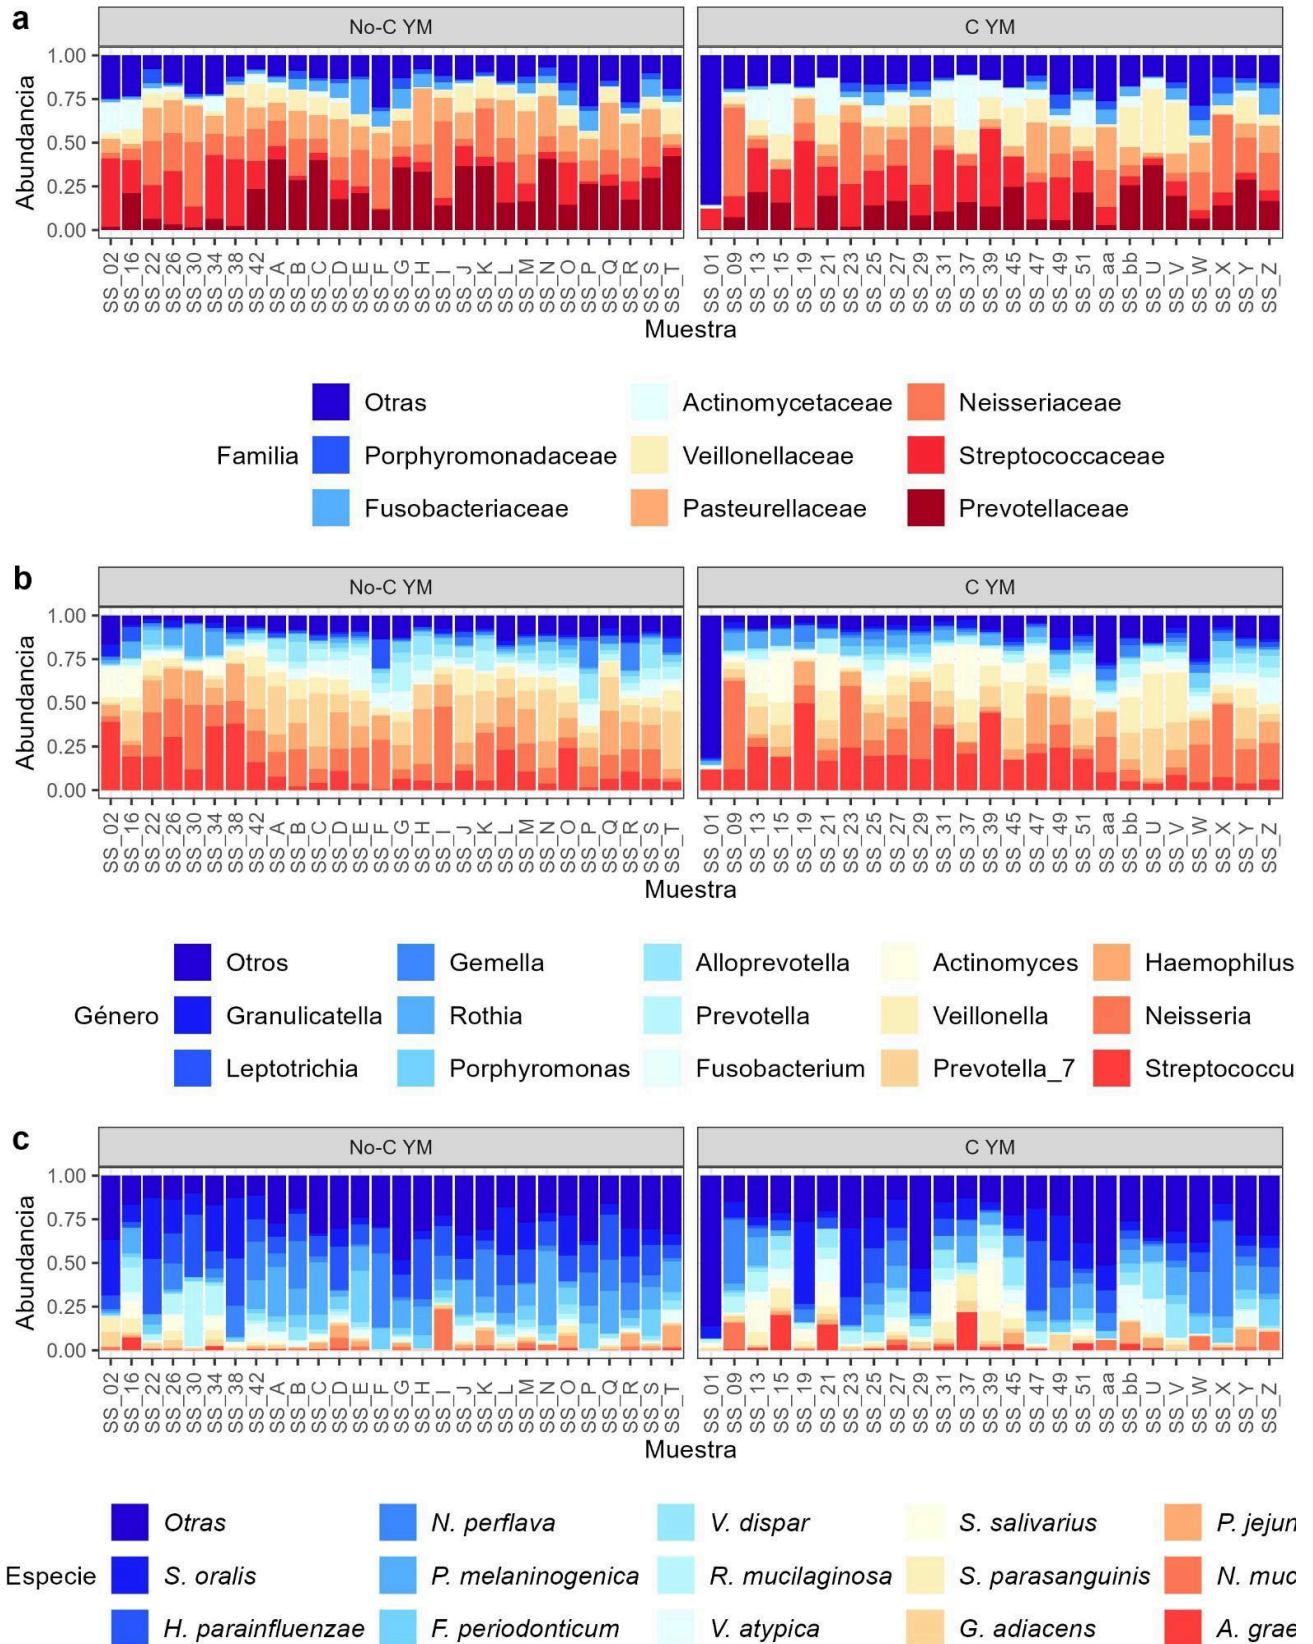 a
No-C YM C YM
1.00
0.75
0.50
0.25
0.00
Abundancia
SS_02 SS_16 SS_22 SS_26 SS_30 SS_34 SS_38 SS_42 SS_A SS_B SS_C SS_D SS_E SS_F SS_G SS_H SS_I SS_J SS_K SS_L SS_M SS_N SS_O SS_P SS_Q SS_R SS_S SS_T SS_01 SS_09 SS_13 SS_15 SS_19 SS_21 SS_23 SS_25 SS_27 SS_29 SS_31 SS_37 SS_39 SS_45 SS_47 SS_49 SS_51 SS_aa SS_bb SS_U SS_V SS_W SS_X SS_Y SS_Z
Muestra
Otras Actinomycetaceae Neisseriaceae
Familia Porphyromonadaceae Veillonellaceae Streptococcaceae
Fusobacteriaceae Pasteurellaceae Prevotellaceae
b
No-C YM C YM
1.00
0.75
0.50
0.25
0.00
Abundancia
SS_02 SS_16 SS_22 SS_26 SS_30 SS_34 SS_38 SS_42 SS_A SS_B SS_C SS_D SS_E SS_F SS_G SS_H SS_I SS_J SS_K SS_L SS_M SS_N SS_O SS_P SS_Q SS_R SS_S SS_T SS_01 SS_09 SS_13 SS_15 SS_19 SS_21 SS_23 SS_25 SS_27 SS_29 SS_31 SS_37 SS_39 SS_45 SS_47 SS_49 SS_51 SS_aa SS_bb SS_U SS_V SS_W SS_X SS_Y SS_Z
Muestra
Otros Gemella Alloprevotella Actinomyces Haemophilus
Género Granulicatella Rothia Prevotella Veillonella Neisseria
Leptotrichia Porphyromonas Fusobacterium Prevotella_7 Streptococcu
c
No-C YM C YM
1.00
0.75
0.50
0.25
0.00
Abundancia
SS_02 SS_16 SS_22 SS_26 SS_30 SS_34 SS_38 SS_42 SS_A SS_B SS_C SS_D SS_E SS_F SS_G SS_H SS_I SS_J SS_K SS_L SS_M SS_N SS_O SS_P SS_Q SS_R SS_S SS_T SS_01 SS_09 SS_13 SS_15 SS_19 SS_21 SS_23 SS_25 SS_27 SS_29 SS_31 SS_37 SS_39 SS_45 SS_47 SS_49 SS_51 SS_aa SS_bb SS_U SS_V SS_W SS_X SS_Y SS_Z
Muestra
Otras N. perflava V. dispar S. salivarius P. jejun
Especie S. oralis P. melaninogenica R. mucilaginosa S. parasanguinis N. muc
H. parainfluenzae F. periodonticum V. atypica G. adiacens A. grae